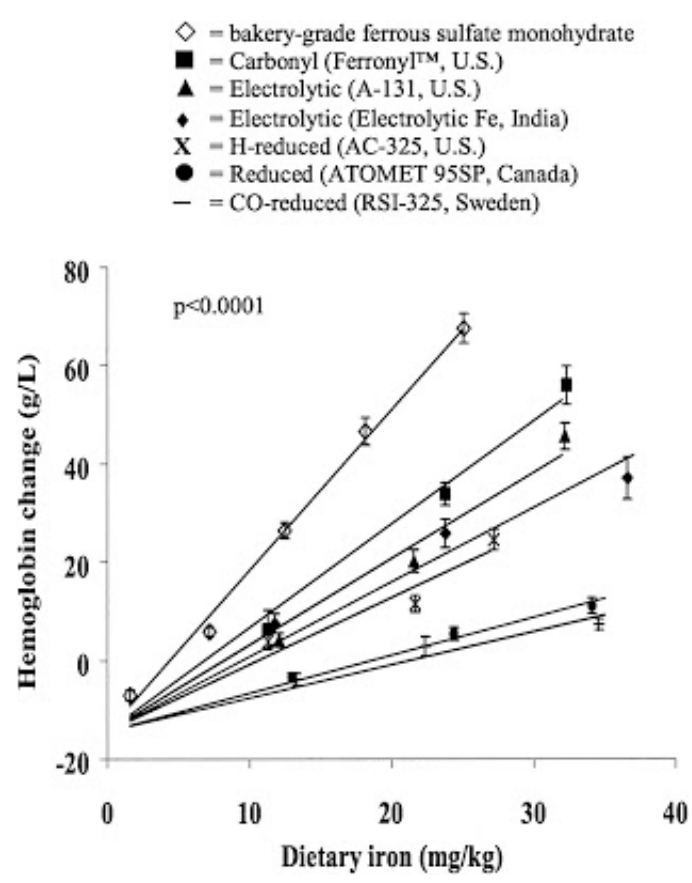 ◇ = bakery-grade ferrous sulfate monohydrate
■ = Carbonyl (Ferronyl™, U.S.)
▲ = Electrolytic (A-131, U.S.)
♦ = Electrolytic (Electrolytic Fe, India)
X = H-reduced (AC-325, U.S.)
● = Reduced (ATOMET 95SP, Canada)
– = CO-reduced (RSI-325, Sweden)
80
p<0.0001
60
40
20
0
-20
Hemoglobin change (g/L)
0 10 20 30 40
Dietary iron (mg/kg)